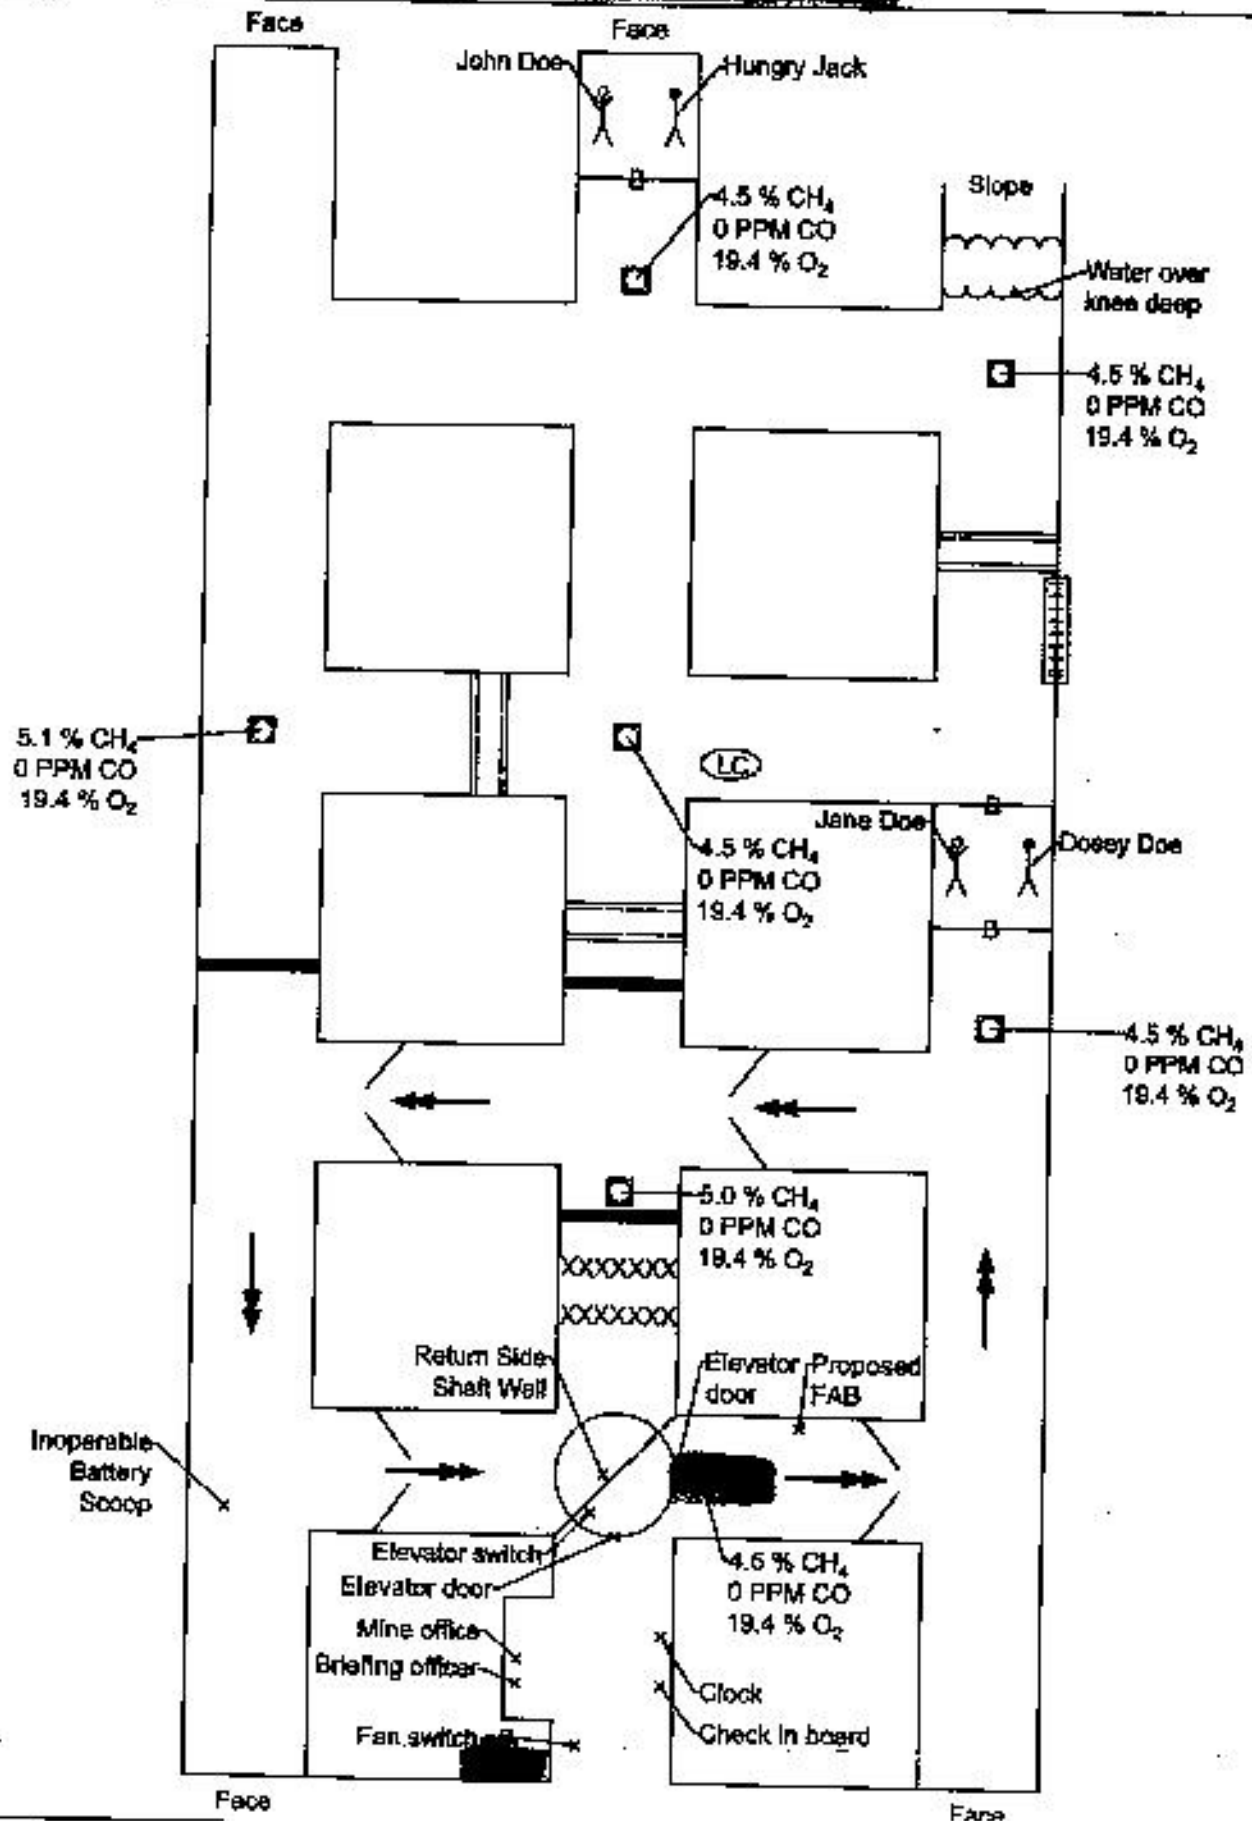 Face
Face
John Doe
Hungry Jack
4.5 % CH₄
0 PPM CO
19.4 % O₂
Slope
Water over
knee deep
4.5 % CH₄
0 PPM CO
19.4 % O₂
5.1 % CH₄
0 PPM CO
19.4 % O₂
LC
4.5 % CH₄
0 PPM CO
19.4 % O₂
Jane Doe
Dosey Doe
4.5 % CH₄
0 PPM CO
19.4 % O₂
5.0 % CH₄
0 PPM CO
19.4 % O₂
XXXXXXX
XXXXXXX
Return Side
Shaft Wall
Elevator
door
Proposed
FAB
Inoperable
Battery
Scoop
Elevator switch
Elevator door
4.5 % CH₄
0 PPM CO
19.4 % O₂
Mine office
Briefing officer
Clock
Fan switch
Check in board
Face
Face